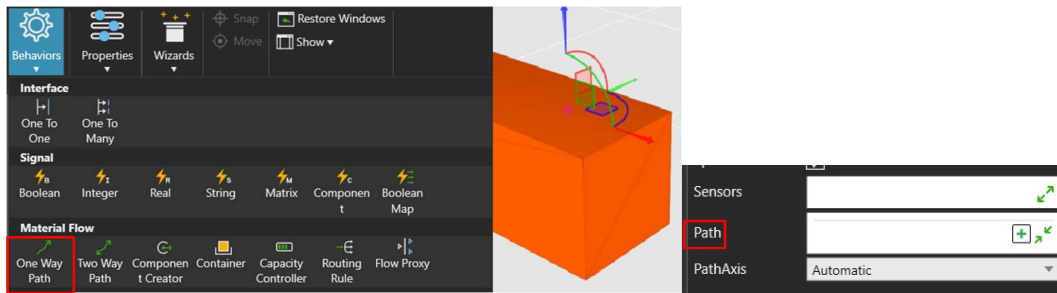 Behaviors
Properties
Wizards
Snap
Move
Restore Windows
Show
Interface
One To
One
One To
Many
Signal
B
Boolean
I
Integer
R
Real
S
String
M
Matrix
C
Componen
t
Boolean
Map
Material Flow
One Way
Path
Two Way
Path
Componen
t Creator
Container
Capacity
Controller
Routing
Rule
Flow Proxy
Sensors
Path
PathAxis
Automatic